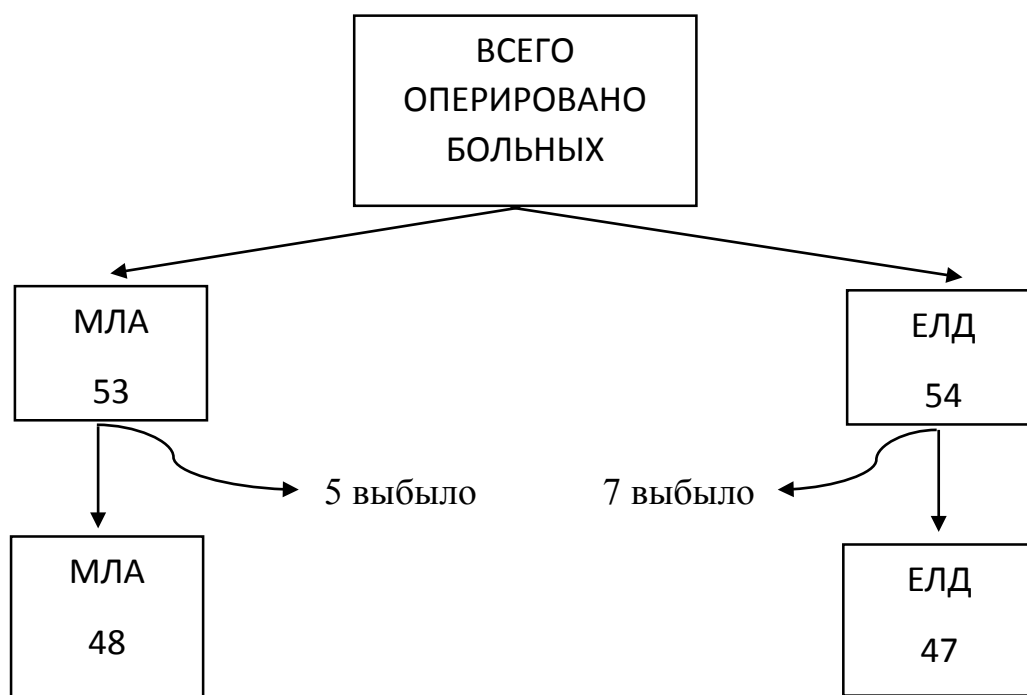 ВСЕГО
ОПЕРИРОВАНО
БОЛЬНЫХ
МЛА
53
ЕЛД
54
5 выбыло
7 выбыло
МЛА
48
ЕЛД
47